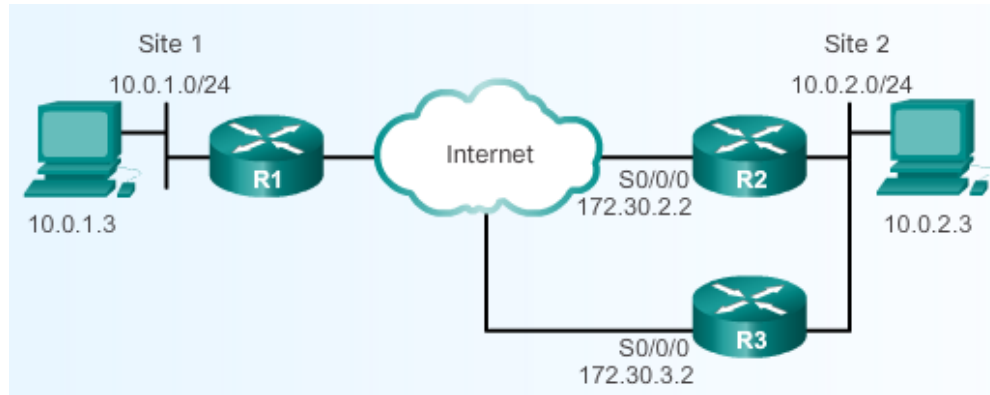 Site 1
10.0.1.0/24
10.0.1.3
R1
Internet
S0/0/0
172.30.2.2
R2
Site 2
10.0.2.0/24
10.0.2.3
S0/0/0
172.30.3.2
R3